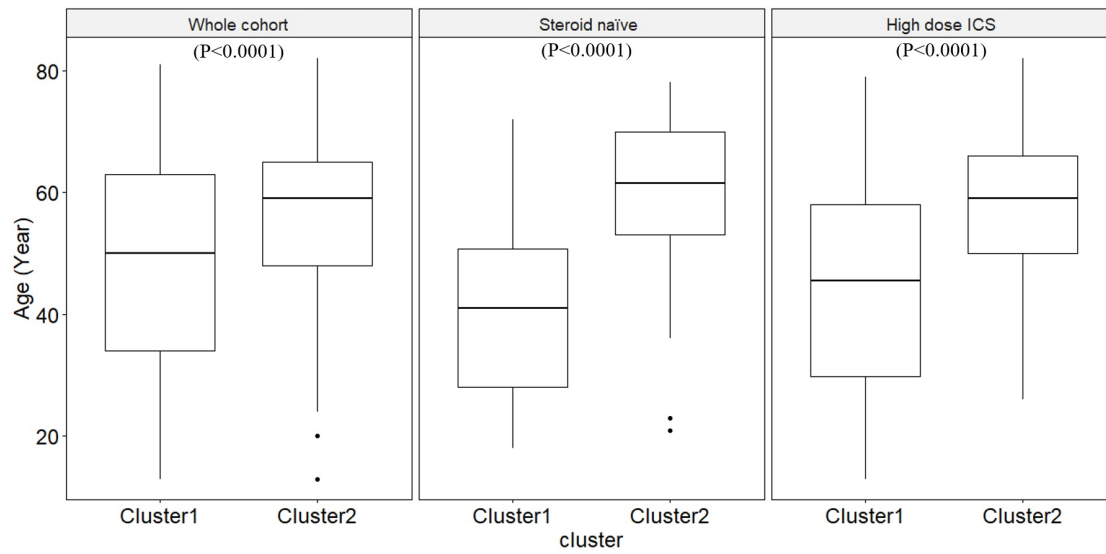 Whole cohort
Steroid naïve
High dose ICS
(P<0.0001)
(P<0.0001)
(P<0.0001)
80
60
40
20
Age (Year)
Cluster1
Cluster2
Cluster1
Cluster2
Cluster1
Cluster2
cluster